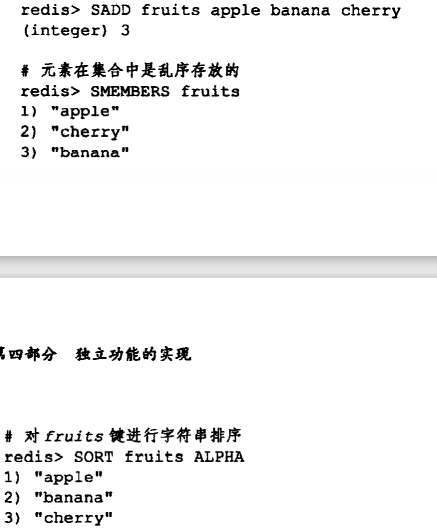 redis> SADD fruits apple banana cherry
(integer) 3
# 元素在集合中是乱序存放的
redis> SMEMBERS fruits
1) "apple"
2) "cherry"
3) "banana"
四部分 独立功能的实现
# 对 fruits 键进行字符串排序
redis> SORT fruits ALPHA
1) "apple"
2) "banana"
3) "cherry"